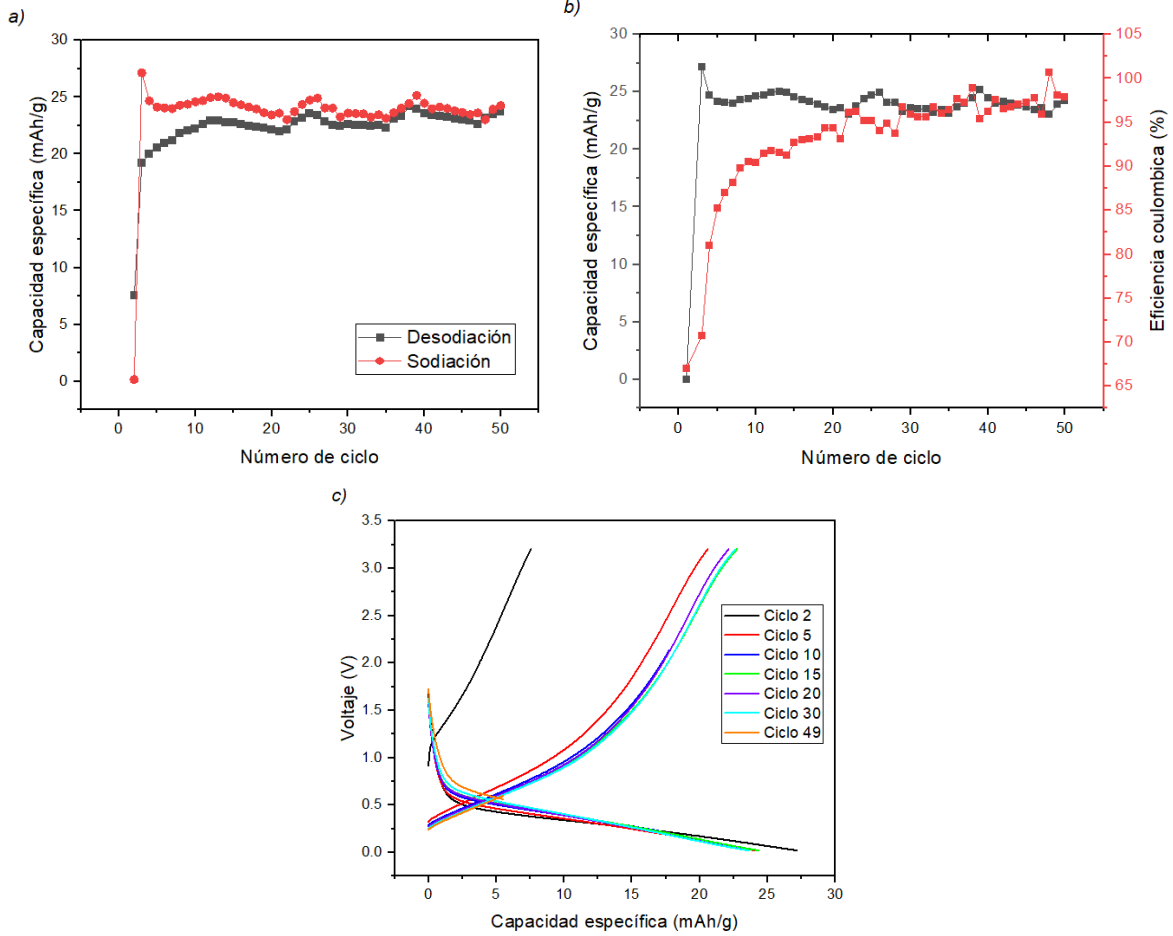 a)
30
25
20
15
10
5
0
Capacidad específica (mAh/g)
Desodiación
Sodiación
0 10 20 30 40 50
Número de ciclo
b)
30
25
20
15
10
5
0
Capacidad específica (mAh/g)
105
100
95
90
85
80
75
70
65
Eficiencia coulombica (%)
0 10 20 30 40 50
Número de ciclo
c)
3.5
3.0
2.5
2.0
1.5
1.0
0.5
0.0
Voltaje (V)
Ciclo 2
Ciclo 5
Ciclo 10
Ciclo 15
Ciclo 20
Ciclo 30
Ciclo 49
0 5 10 15 20 25 30
Capacidad específica (mAh/g)